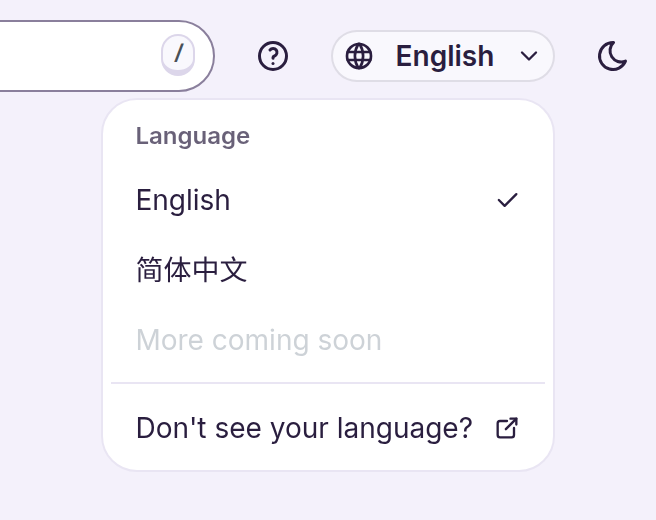 /
English
Language
English
简体中文
More coming soon
Don't see your language?